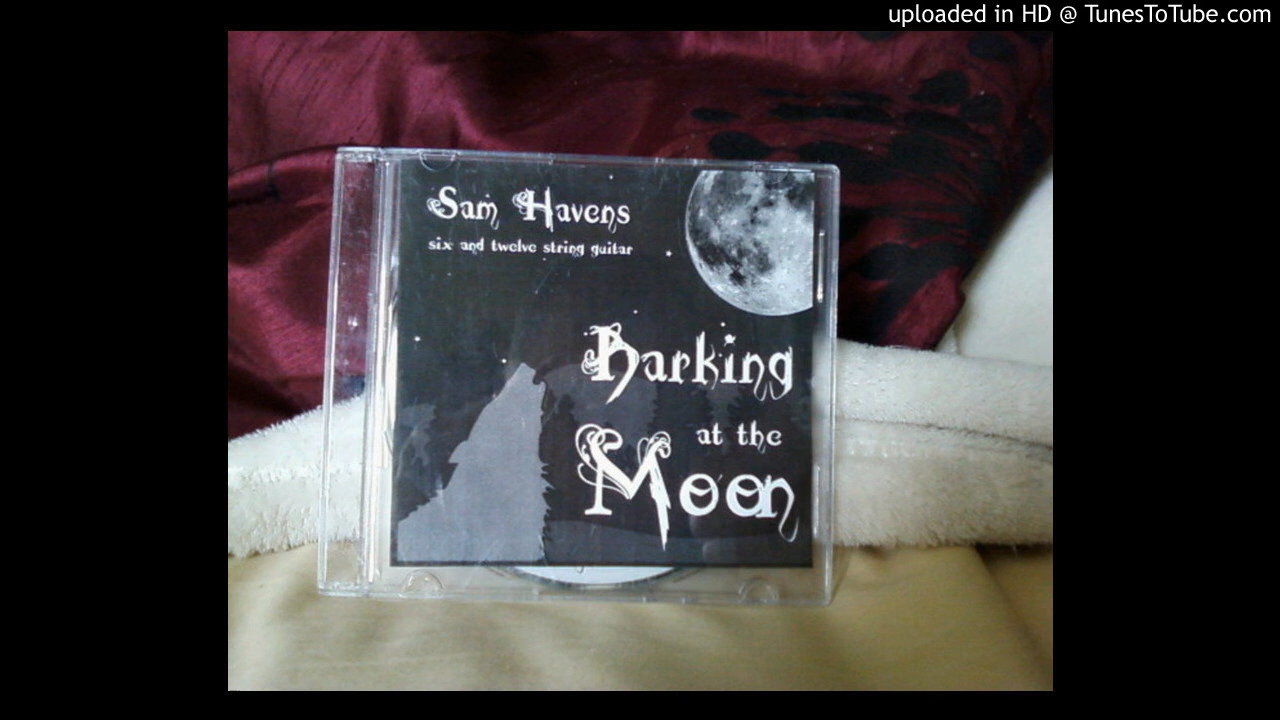 uploaded in HD @ TunesToTube.com
Sam Havens
six and twelve string guitar
Barking
at the
Moon